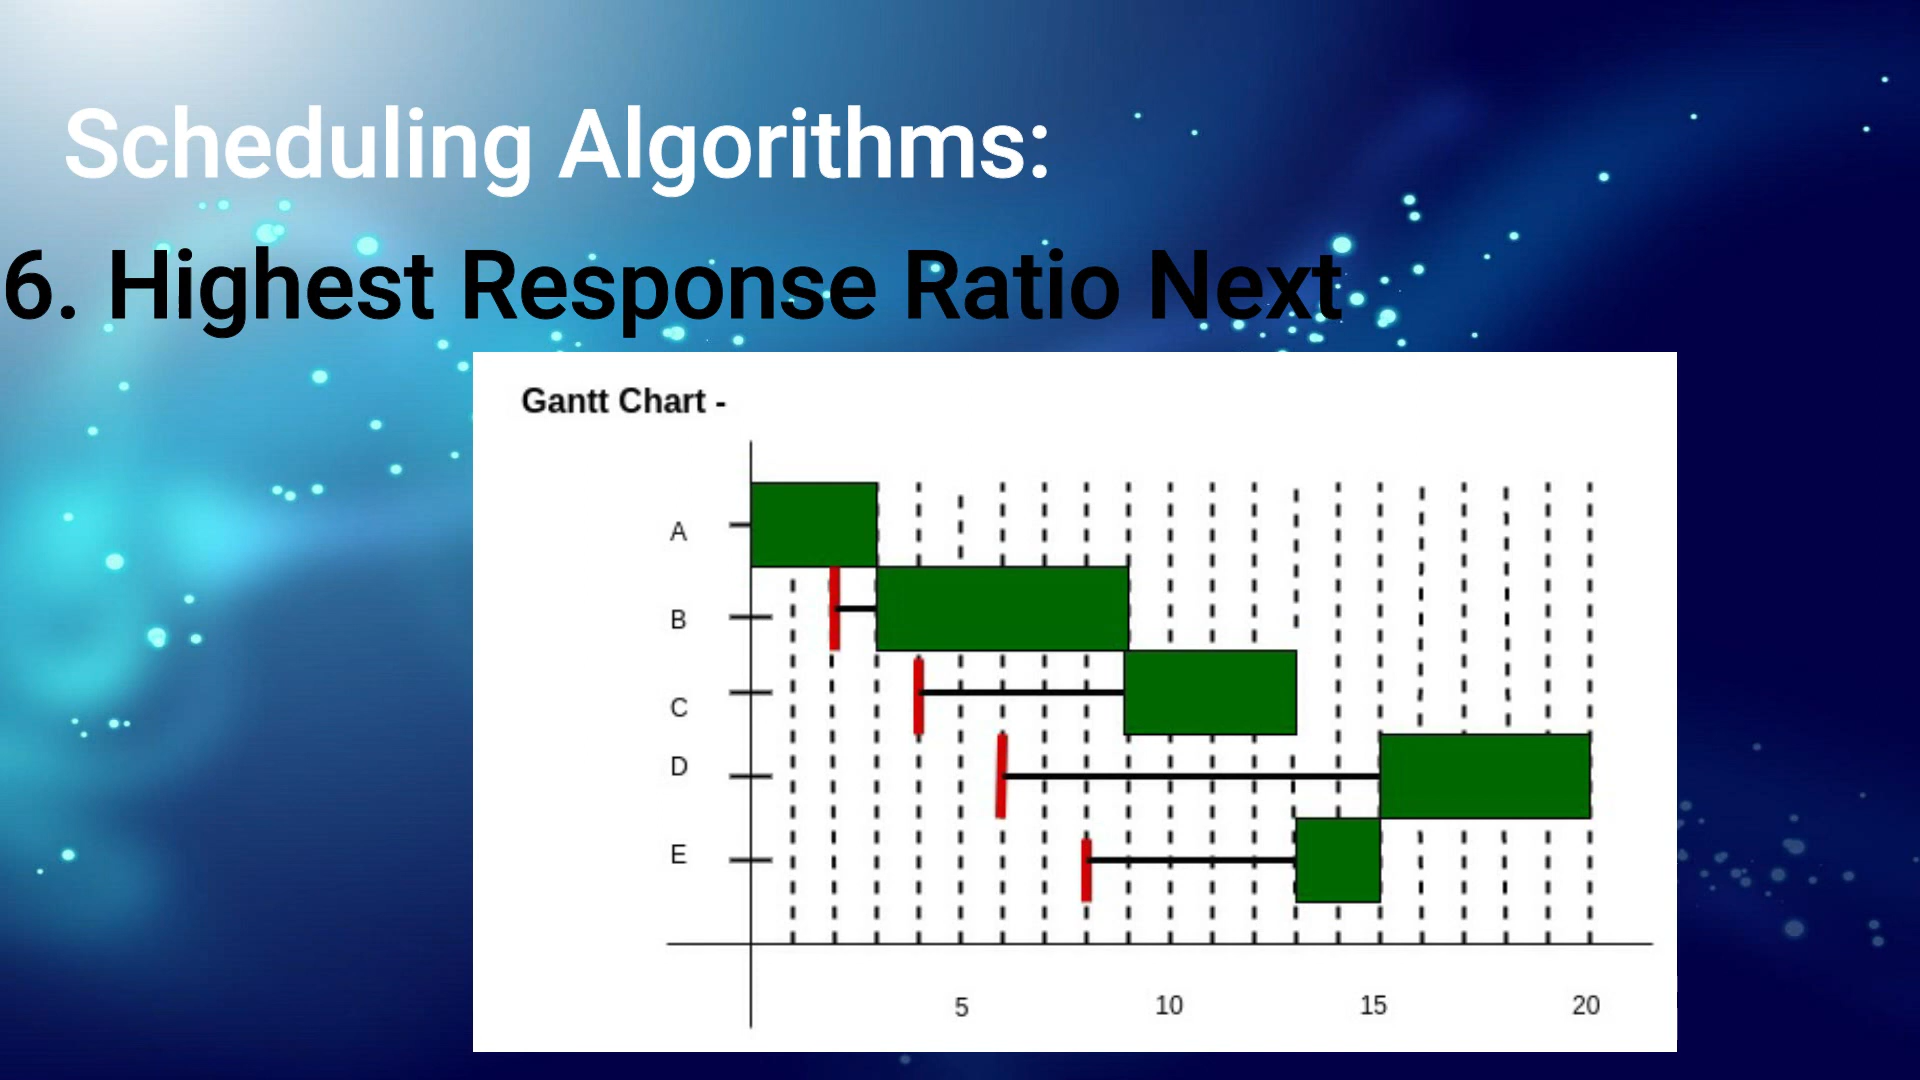 Scheduling Algorithms:
6. Highest Response Ratio Next
Gantt Chart -
A
B
C
D
E
5 10 15 20